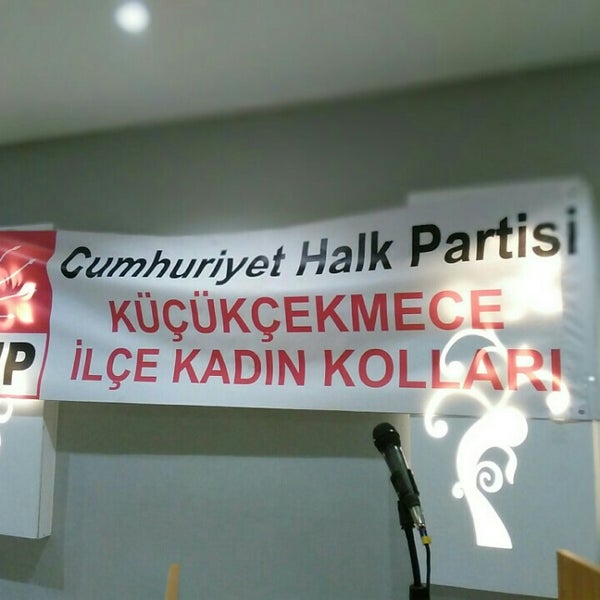 Cumhuriyet Halk Partisi
KÜÇÜKÇEKMECE
İLÇE KADIN KOLLARI